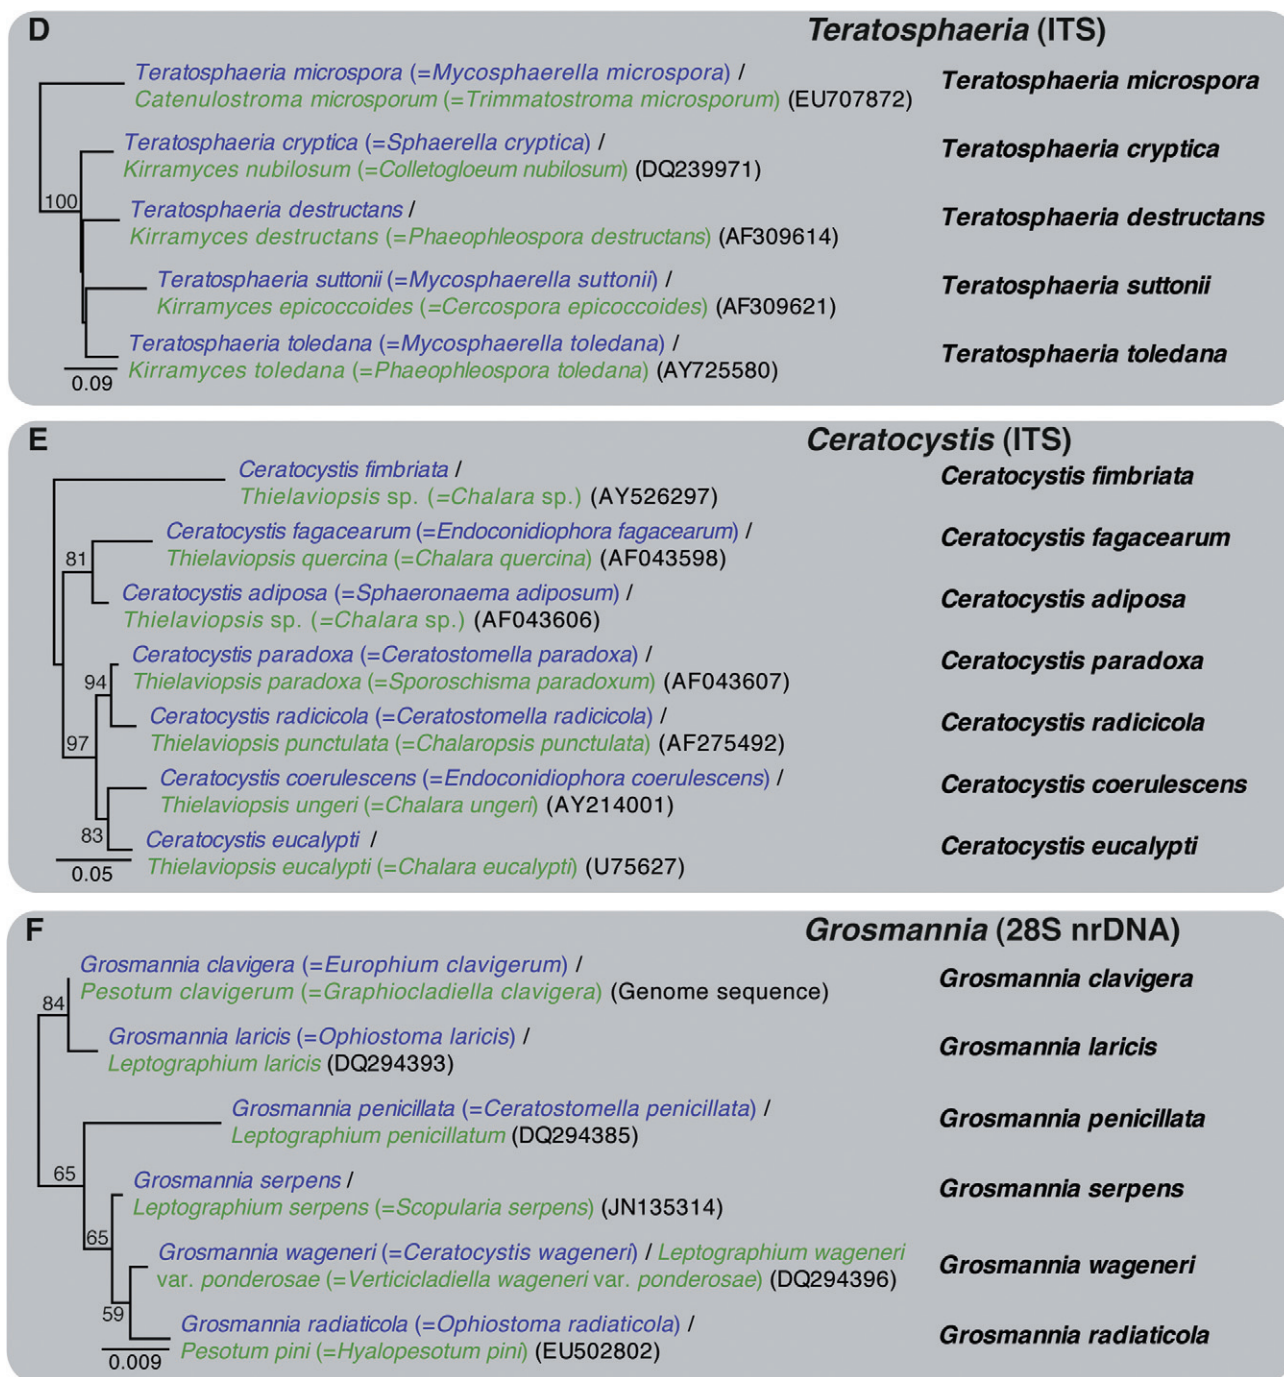 D
Teratosphaeria (ITS)
Teratosphaeria microspora (=Mycosphaerella microspora) /
Catenulostroma microsporum (=Trimmatostroma microsporum) (EU707872)
Teratosphaeria microspora
Teratosphaeria cryptica (=Sphaerella cryptica) /
Kirramyces nubilosum (=Colletogloeum nubilosum) (DQ239971)
Teratosphaeria cryptica
100
Teratosphaeria destructans /
Kirramyces destructans (=Phaeophleospora destructans) (AF309614)
Teratosphaeria destructans
Teratosphaeria suttonii (=Mycosphaerella suttonii) /
Kirramyces epicoccoides (=Cercospora epicoccoides) (AF309621)
Teratosphaeria suttonii
Teratosphaeria toledana (=Mycosphaerella toledana) /
Kirramyces toledana (=Phaeophleospora toledana) (AY725580)
Teratosphaeria toledana
0.09
E
Ceratocystis (ITS)
Ceratocystis fimbriata /
Thielaviopsis sp. (=Chalara sp.) (AY526297)
Ceratocystis fimbriata
Ceratocystis fagacearum (=Endoconidiophora fagacearum) /
Thielaviopsis quercina (=Chalara quercina) (AF043598)
Ceratocystis fagacearum
81
Ceratocystis adiposa (=Sphaeronaema adiposum) /
Thielaviopsis sp. (=Chalara sp.) (AF043606)
Ceratocystis adiposa
Ceratocystis paradoxa (=Ceratostomella paradoxa) /
Thielaviopsis paradoxa (=Sporoschisma paradoxum) (AF043607)
Ceratocystis paradoxa
94
Ceratocystis radicicola (=Ceratostomella radicicola) /
Thielaviopsis punctulata (=Chalaropsis punctulata) (AF275492)
Ceratocystis radicicola
97
Ceratocystis coerulescens (=Endoconidiophora coerulescens) /
Thielaviopsis ungeri (=Chalara ungeri) (AY214001)
Ceratocystis coerulescens
83
Ceratocystis eucalypti /
Thielaviopsis eucalypti (=Chalara eucalypti) (U75627)
Ceratocystis eucalypti
0.05
F
Grosmannia (28S nrDNA)
Grosmannia clavigera (=Europhium clavigerum) /
Pesotum clavigerum (=Graphiocladiella clavigera) (Genome sequence)
Grosmannia clavigera
84
Grosmannia laricis (=Ophiostoma laricis) /
Leptographium laricis (DQ294393)
Grosmannia laricis
Grosmannia penicillata (=Ceratostomella penicillata) /
Leptographium penicillatum (DQ294385)
Grosmannia penicillata
65
Grosmannia serpens /
Leptographium serpens (=Scopularia serpens) (JN135314)
Grosmannia serpens
65
Grosmannia wageneri (=Ceratocystis wageneri) / Leptographium wageneri
var. ponderosae (=Verticicladiella wageneri var. ponderosae) (DQ294396)
Grosmannia wageneri
59
Grosmannia radiaticola (=Ophiostoma radiaticola) /
Pesotum pini (=Hyalopesotum pini) (EU502802)
Grosmannia radiaticola
0.009